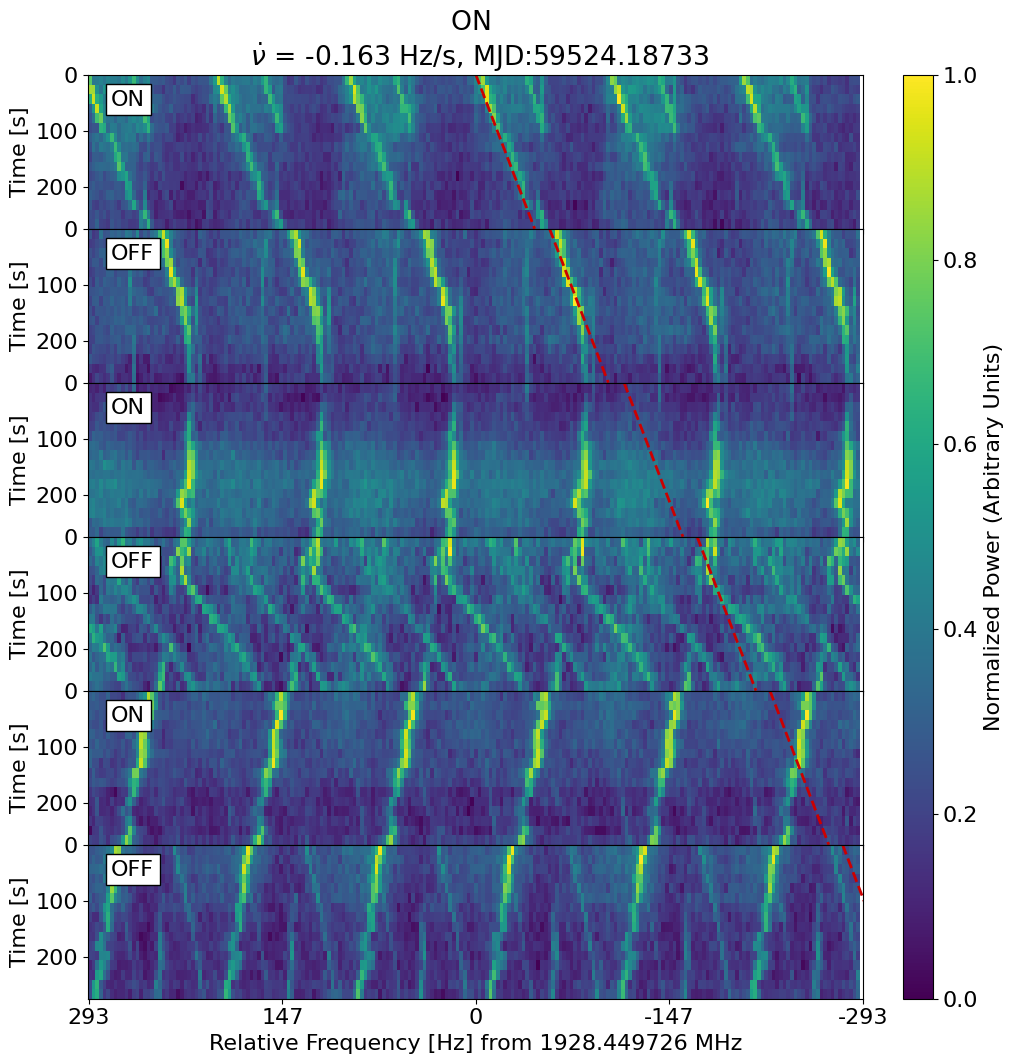 ON
ν̇ = -0.163 Hz/s, MJD:59524.18733
0
ON
100
200
Time [s]
0
OFF
100
200
Time [s]
0
ON
100
200
Time [s]
0
OFF
100
200
Time [s]
0
ON
100
200
Time [s]
0
OFF
100
200
Time [s]
293 147 0 -147 -293
Relative Frequency [Hz] from 1928.449726 MHz
1.0
0.8
0.6
0.4
0.2
0.0
Normalized Power (Arbitrary Units)